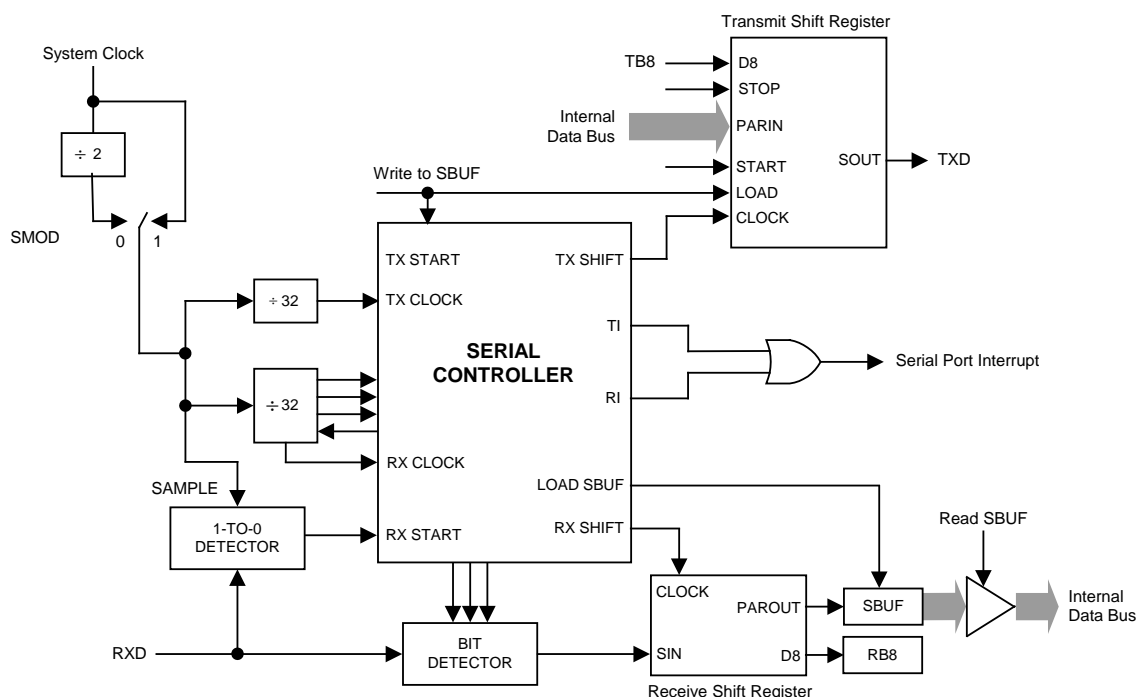 Transmit Shift Register
System Clock
TB8
D8
STOP
Internal
Data Bus
PARIN
÷ 2
START
SOUT
TXD
Write to SBUF
LOAD
CLOCK
SMOD
0
1
TX START
TX SHIFT
÷ 32
TX CLOCK
TI
SERIAL
CONTROLLER
Serial Port Interrupt
÷ 32
RI
RX CLOCK
SAMPLE
LOAD SBUF
1-TO-0
DETECTOR
RX START
RX SHIFT
Read SBUF
CLOCK
PAROUT
SBUF
Internal
Data Bus
RXD
BIT
DETECTOR
SIN
D8
RB8
Receive Shift Register